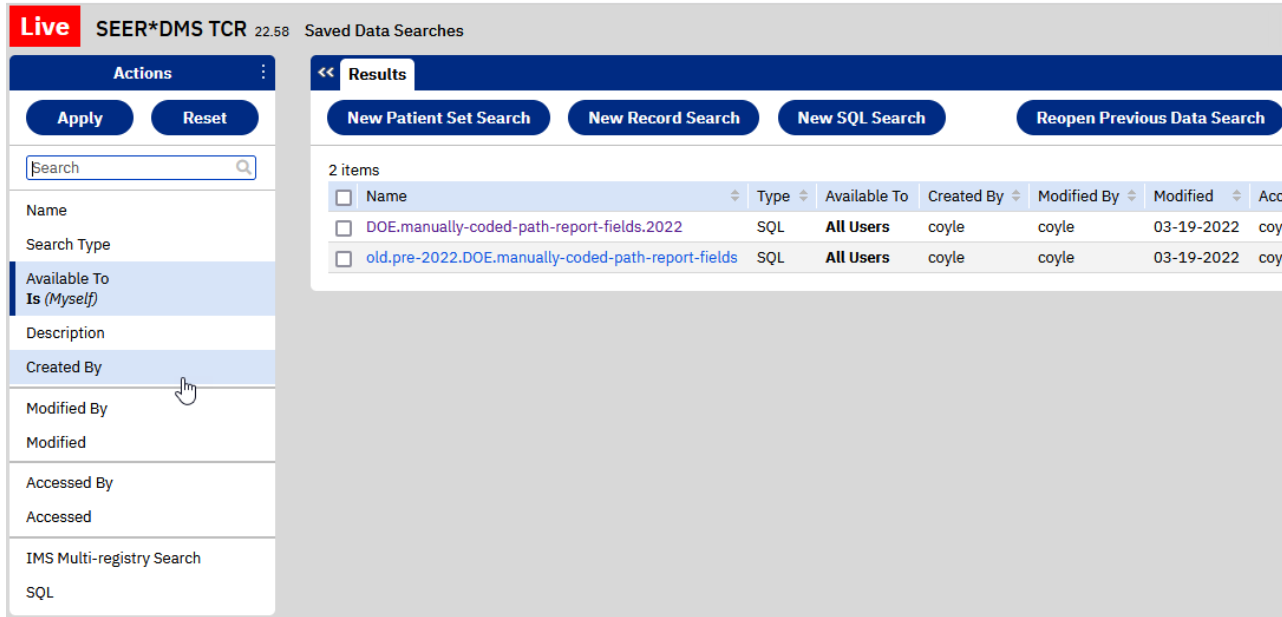 Live SEER*DMS TCR 22.58 Saved Data Searches
Actions
Apply Reset
Search
Name
Search Type
Available To
Is (Myself)
Description
Created By
Modified By
Modified
Accessed By
Accessed
IMS Multi-registry Search
SQL
<< Results
New Patient Set Search New Record Search New SQL Search Reopen Previous Data Search
2 items
Name Type Available To Created By Modified By Modified Acc
DOE.manually-coded-path-report-fields.2022 SQL All Users coyle coyle 03-19-2022 coy
old.pre-2022.DOE.manually-coded-path-report-fields SQL All Users coyle coyle 03-19-2022 coy